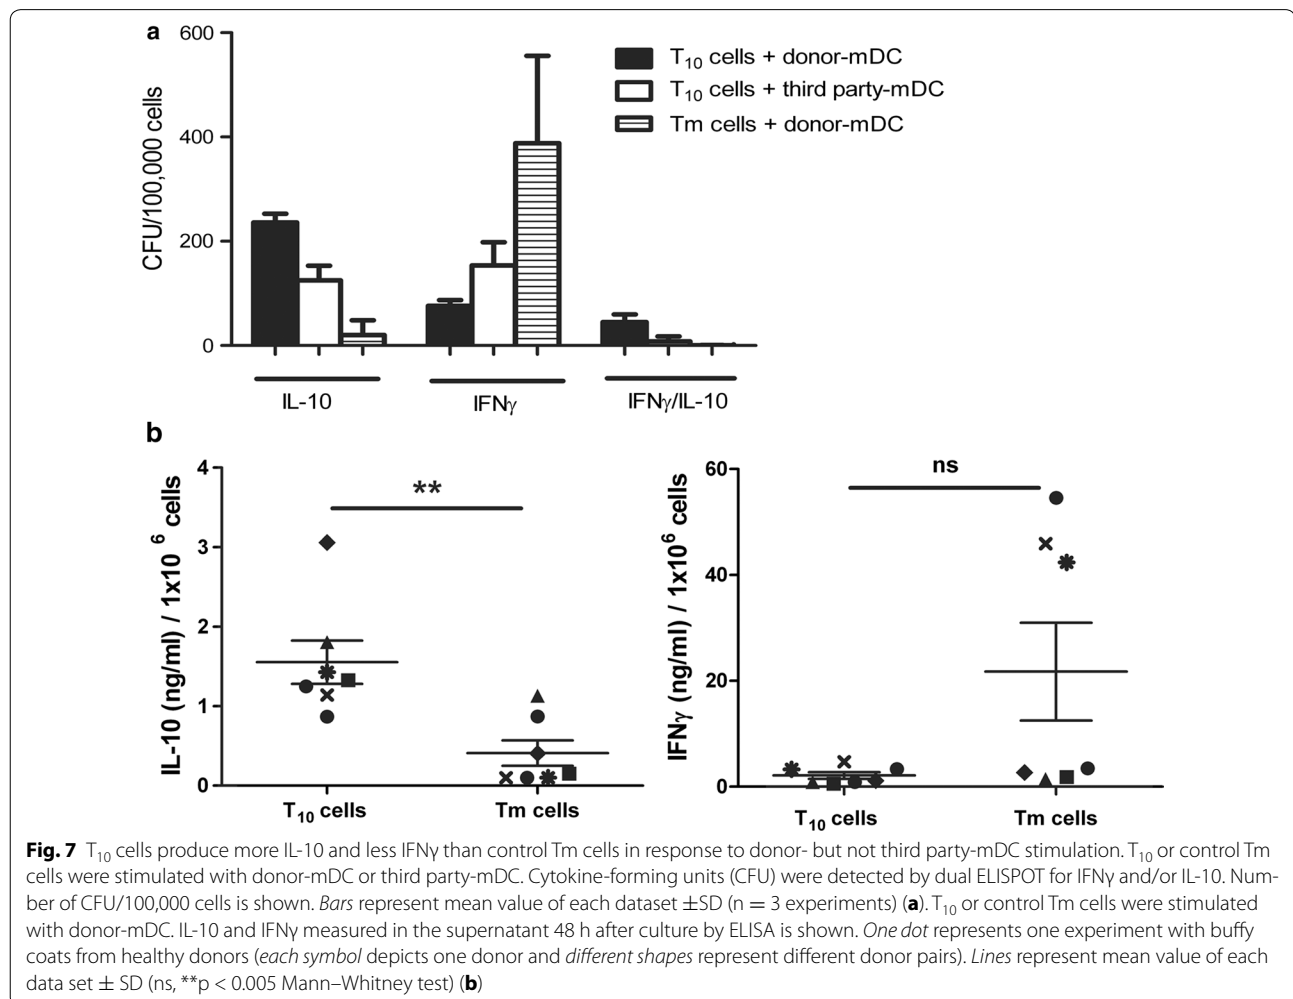 a
600
400
200
0
CFU/100,000 cells
T10 cells + donor-mDC
T10 cells + third party-mDC
Tm cells + donor-mDC
IL-10
IFNγ
IFNγ/IL-10
b
4
3
2
1
0
IL-10 (ng/ml) / 1x10 6 cells
**
T10 cells
Tm cells
60
40
20
0
IFNγ (ng/ml) / 1x10⁶ cells
ns
T10 cells
Tm cells
Fig. 7 T10 cells produce more IL-10 and less IFNγ than control Tm cells in response to donor- but not third party-mDC stimulation. T10 or control Tm
cells were stimulated with donor-mDC or third party-mDC. Cytokine-forming units (CFU) were detected by dual ELISPOT for IFNγ and/or IL-10. Num-
ber of CFU/100,000 cells is shown. Bars represent mean value of each dataset ±SD (n = 3 experiments) (a). T10 or control Tm cells were stimulated
with donor-mDC. IL-10 and IFNγ measured in the supernatant 48 h after culture by ELISA is shown. One dot represents one experiment with buffy
coats from healthy donors (each symbol depicts one donor and different shapes represent different donor pairs). Lines represent mean value of each
data set ± SD (ns, **p < 0.005 Mann–Whitney test) (b)